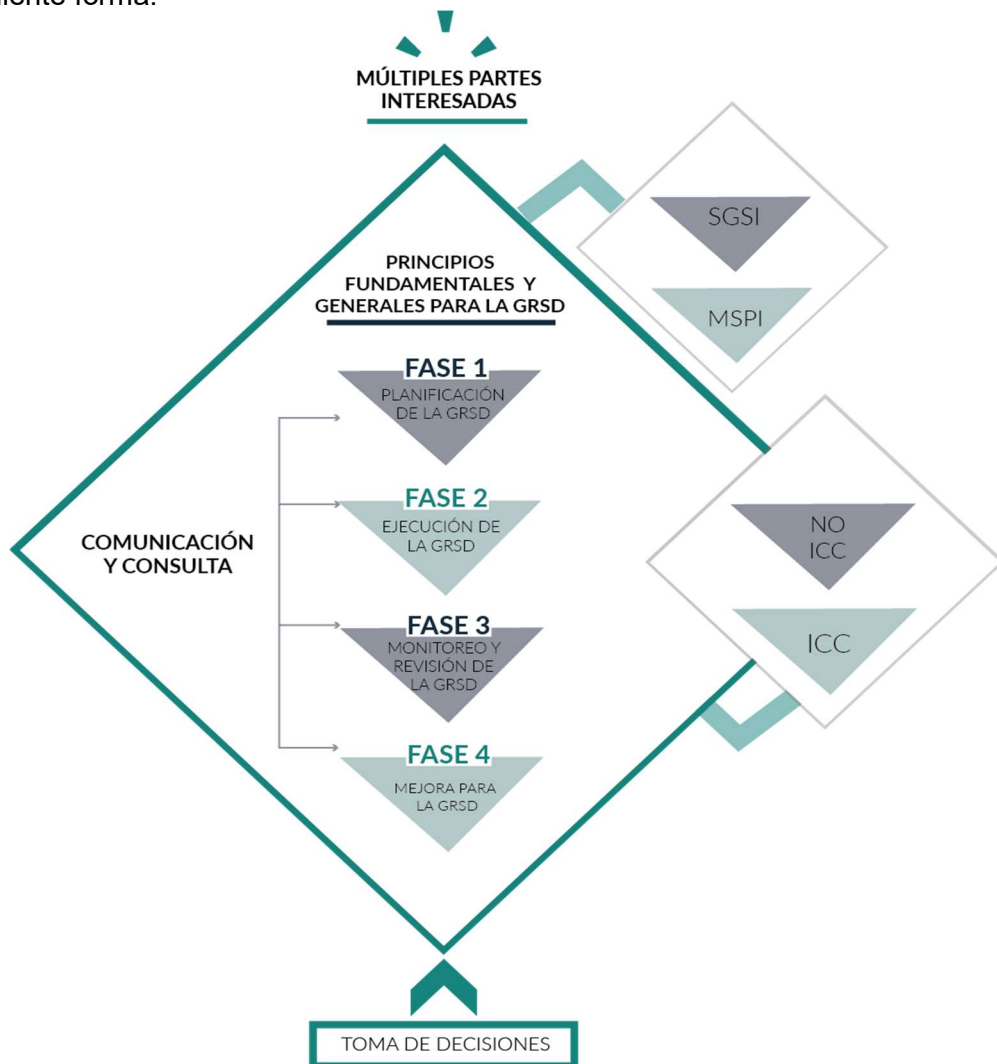 MÚLTIPLES PARTES
INTERESADAS
PRINCIPIOS
FUNDAMENTALES Y
GENERALES PARA LA GRSD
FASE 1
PLANIFICACIÓN
DE LA GRSD
FASE 2
EJECUCIÓN DE
LA GRSD
FASE 3
MONITOREO Y
REVISIÓN DE
LA GRSD
FASE 4
MEJORA PARA
LA GRSD
COMUNICACIÓN
Y CONSULTA
SGSI
MSPI
NO
ICC
ICC
TOMA DE DECISIONES